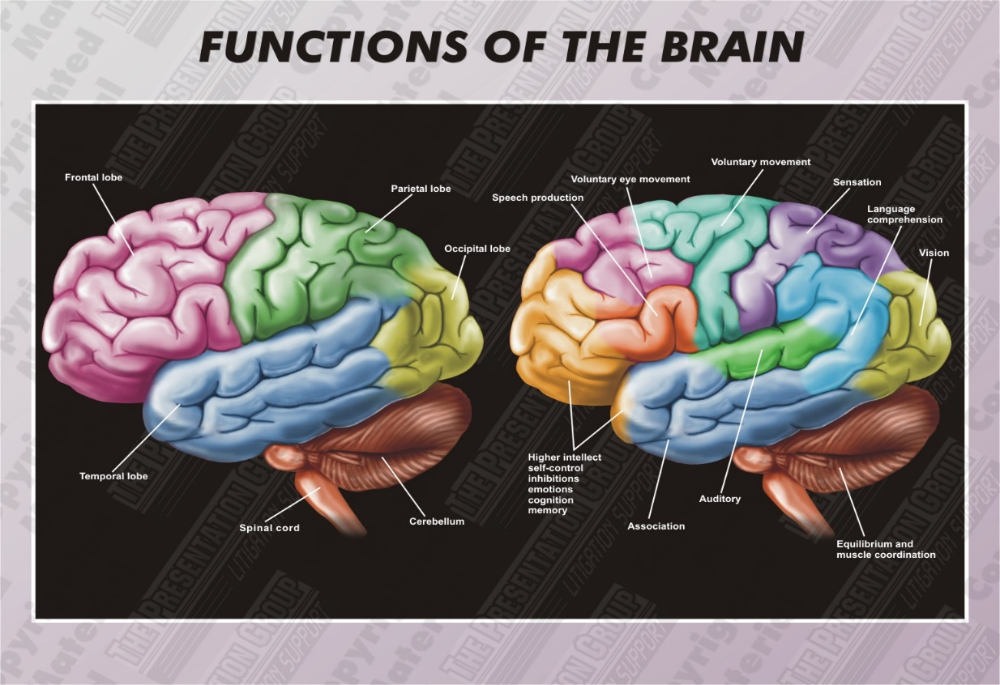 FUNCTIONS OF THE BRAIN
Frontal lobe
Parietal lobe
Occipital lobe
Temporal lobe
Spinal cord
Cerebellum
Voluntary movement
Voluntary eye movement
Speech production
Sensation
Language
comprehension
Vision
Higher intellect
self-control
inhibitions
emotions
cognition
memory
Association
Auditory
Equilibrium and
muscle coordination
THE PRESENTATION GROUP
LITIGATION SUPPORT
Copyrighted
Material